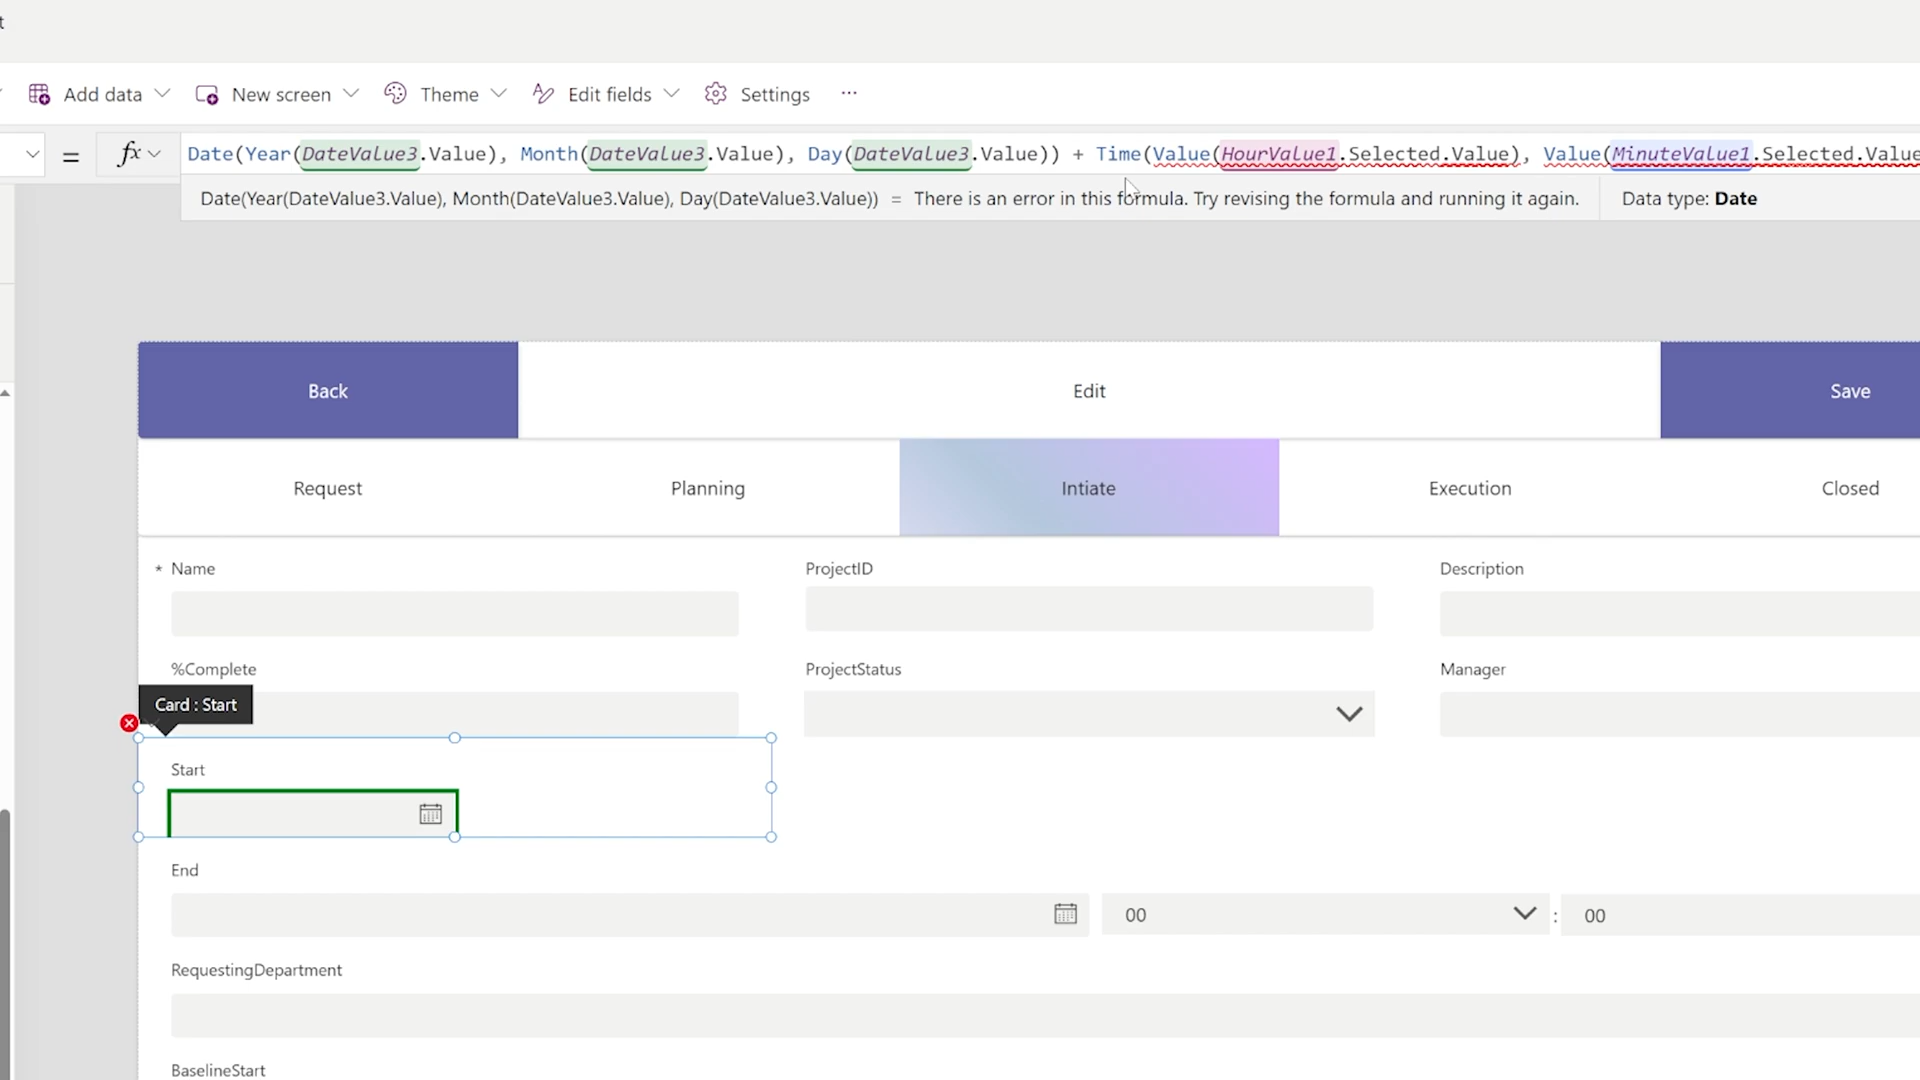 t
Add data New screen Theme Edit fields Settings ...
= fx Date(Year(DateValue3.Value), Month(DateValue3.Value), Day(DateValue3.Value)) + Time(Value(HourValue1.Selected.Value), Value(MinuteValue1.Selected.Value
Date(Year(DateValue3.Value), Month(DateValue3.Value), Day(DateValue3.Value)) = There is an error in this formula. Try revising the formula and running it again. Data type: Date
Back Edit Save
Request Planning Intiate Execution Closed
* Name ProjectID Description
%Complete ProjectStatus Manager
Card : Start
Start
End
00 : 00
RequestingDepartment
BaselineStart